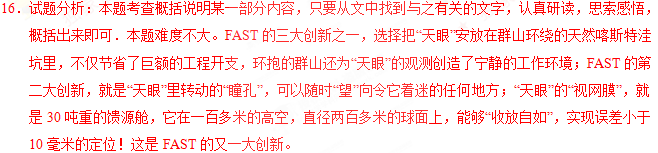 16．试题分析：本题考查概括说明某一部分内容，只要从文中找到与之有关的文字，认真研读，思索感悟，
概括出来即可．本题难度不大。FAST 的三大创新之一，选择把“天眼”安放在群山环绕的天然喀斯特洼
坑里，不仅节省了巨额的工程开支，环抱的群山还为“天眼”的观测创造了宁静的工作环境；FAST 的第
二大创新，就是“天眼”里转动的“瞳孔”，可以随时“望”向令它着迷的任何地方；“天眼”的“视网膜”，就
是 30 吨重的馈源舱，它在一百多米的高空，直径两百多米的球面上，能够“收放自如”，实现误差小于
10 毫米的定位！这是 FAST 的又一大创新。